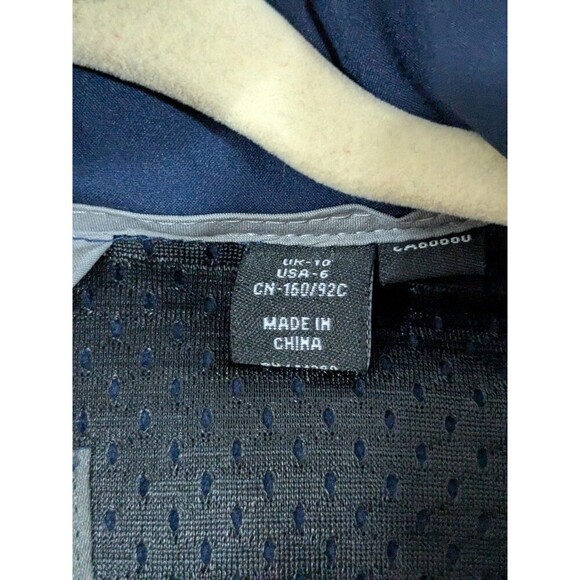 UK-10
USA-6
CN-160/92C
MADE IN
CHINA